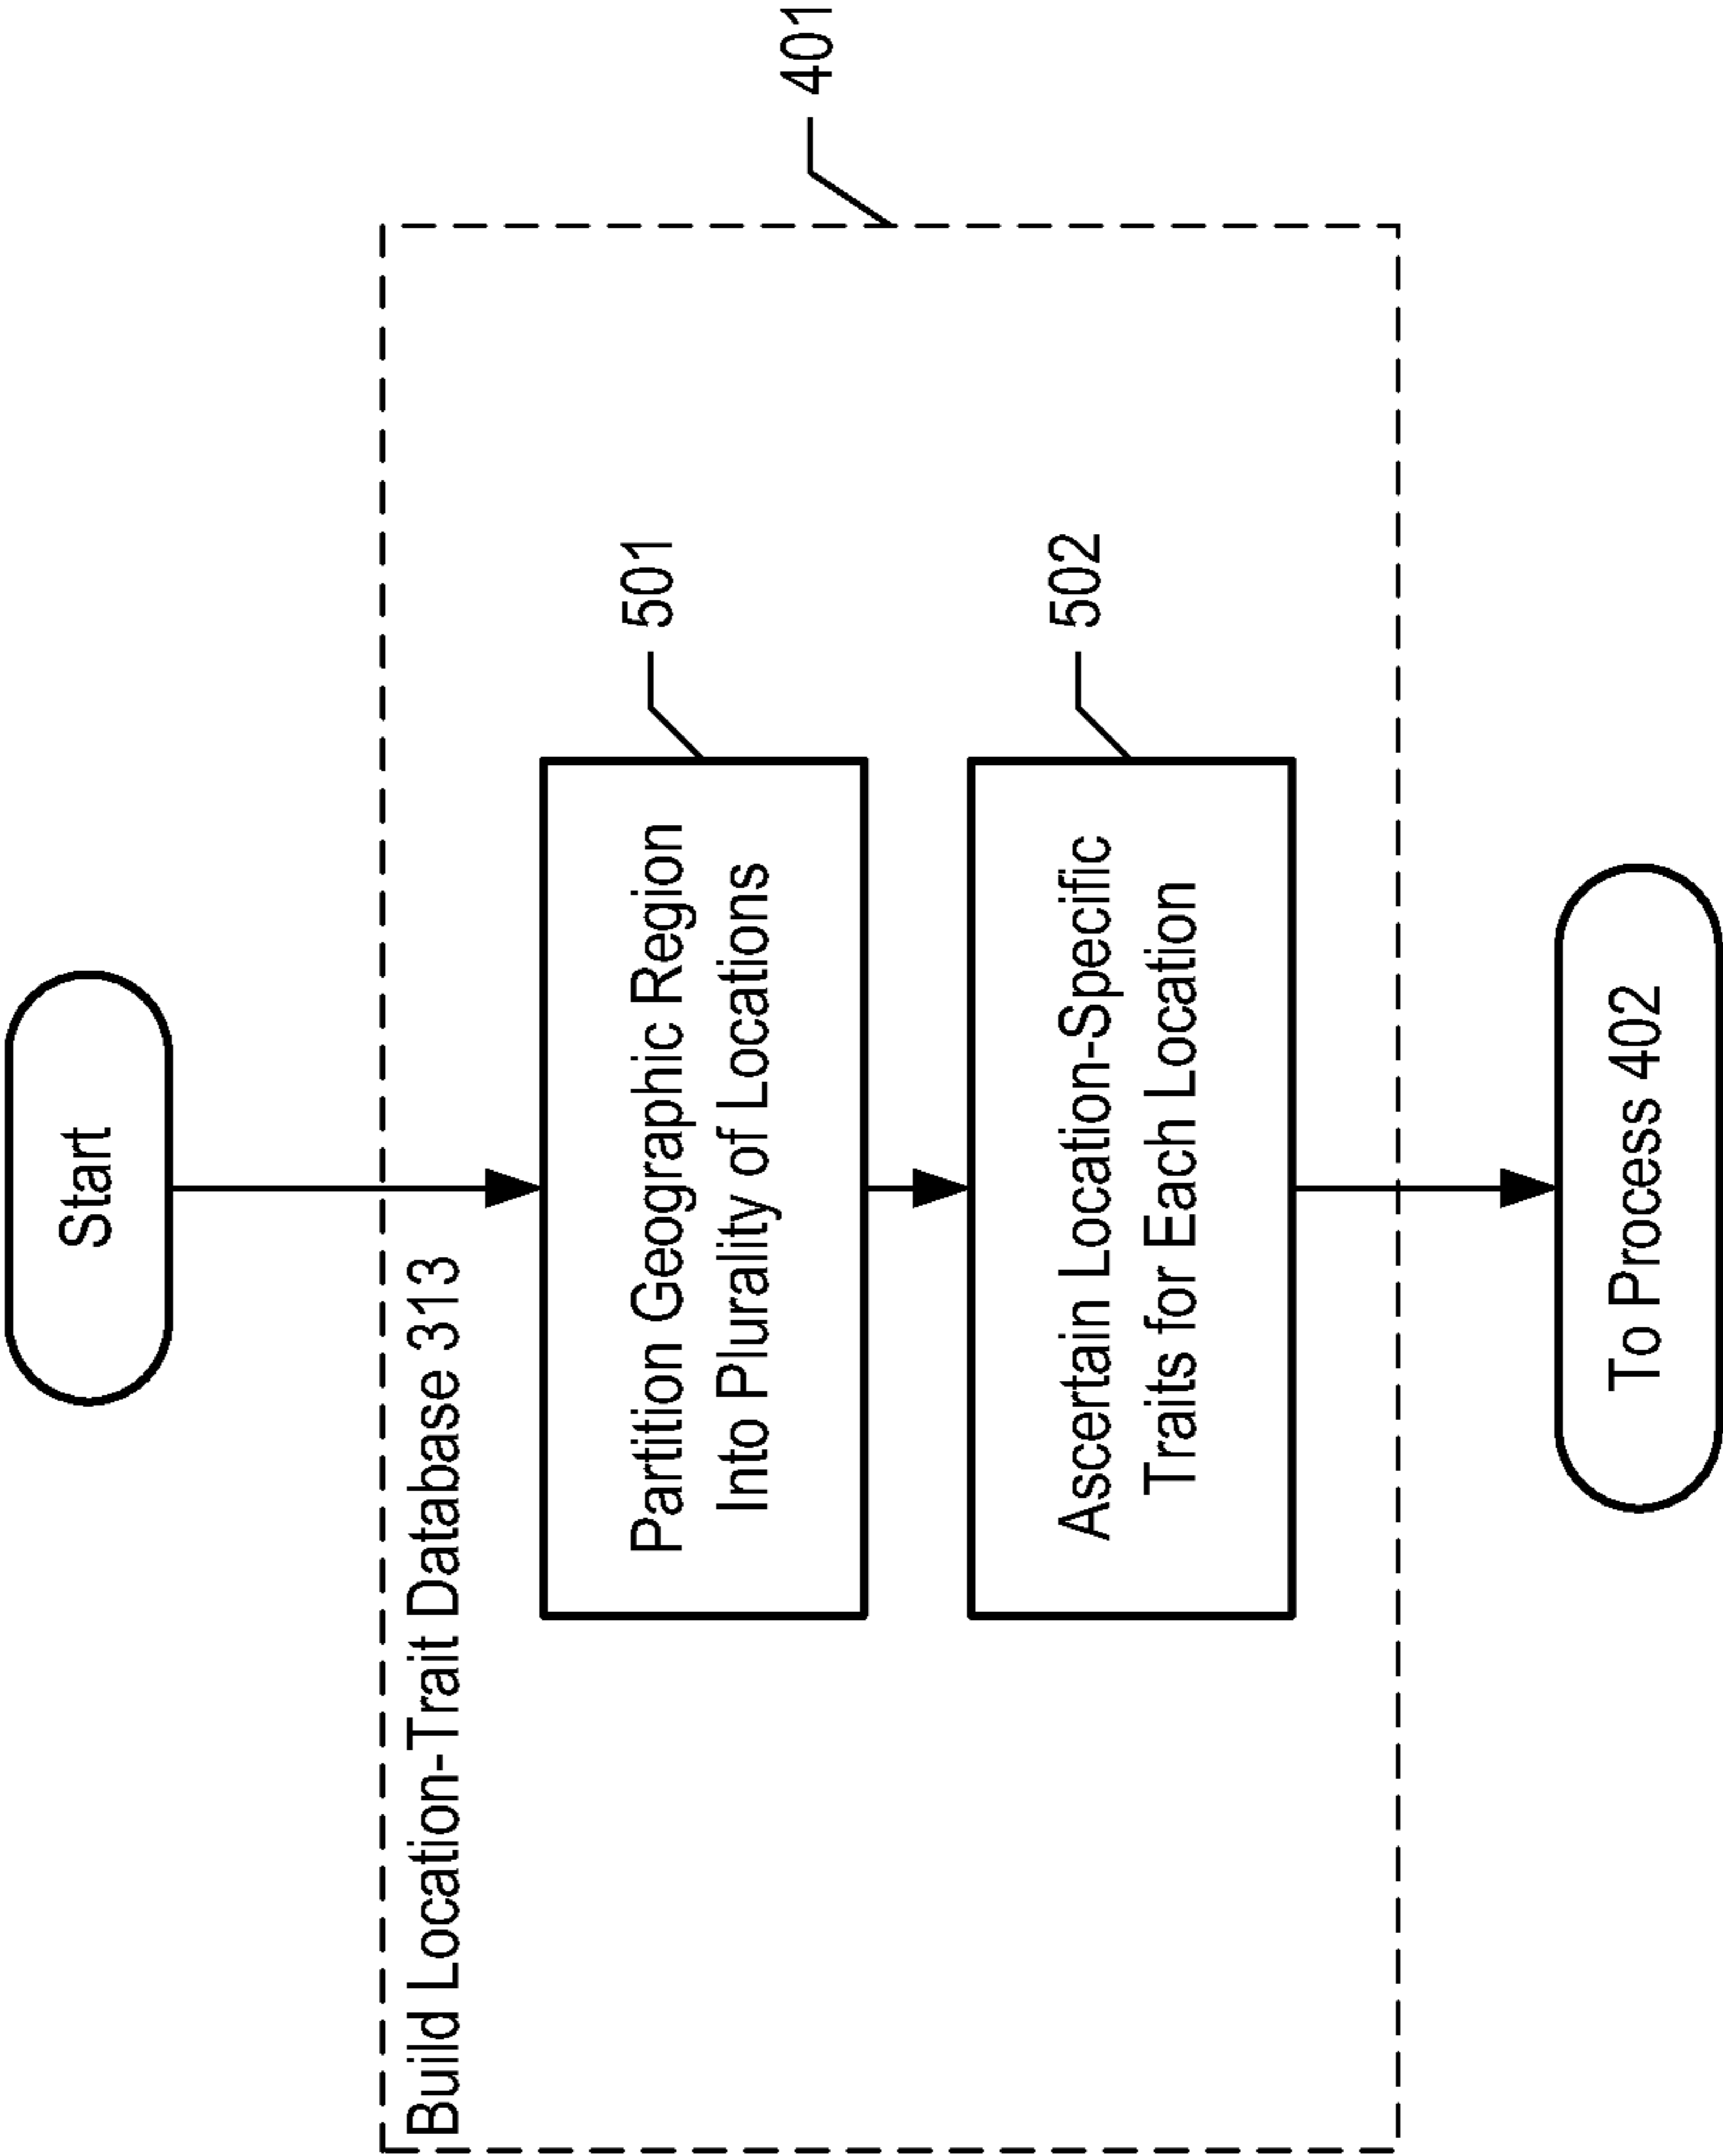 Start
401
Build Location-Trait Database 313
501
Partition Geographic Region
Into Plurality of Locations
502
Ascertain Location-Specific
Traits for Each Location
To Process 402